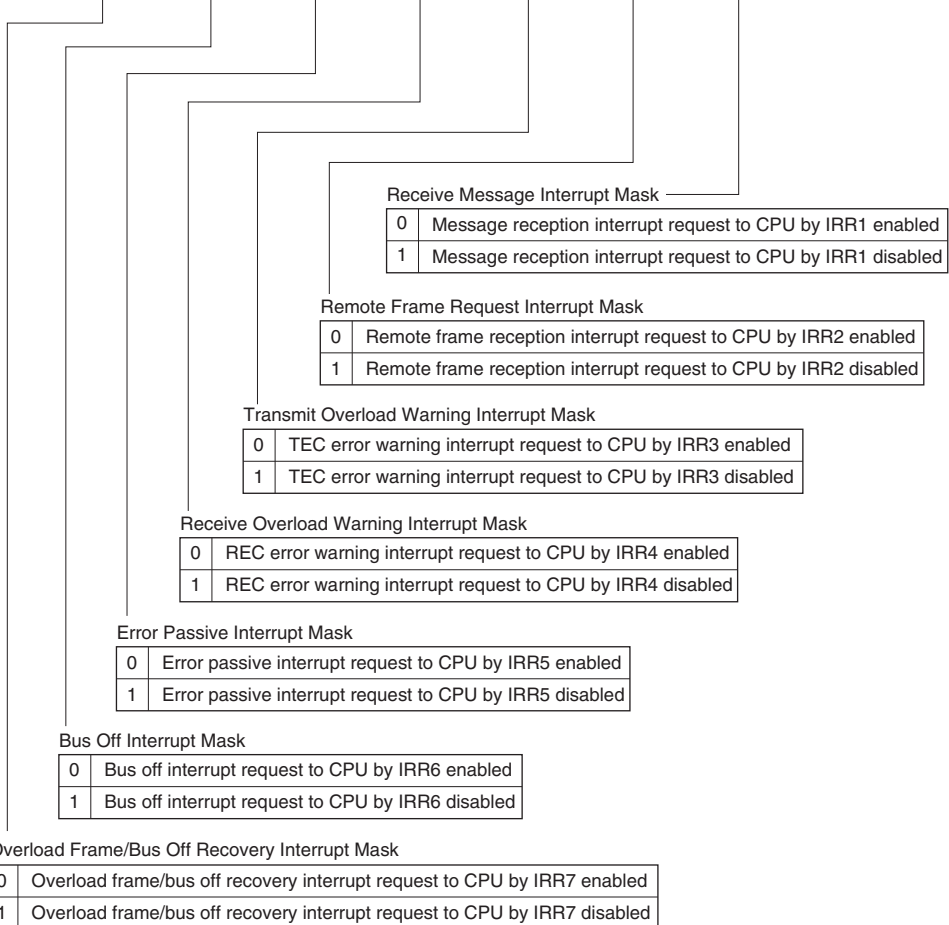 Receive Message Interrupt Mask
0 Message reception interrupt request to CPU by IRR1 enabled
1 Message reception interrupt request to CPU by IRR1 disabled
Remote Frame Request Interrupt Mask
0 Remote frame reception interrupt request to CPU by IRR2 enabled
1 Remote frame reception interrupt request to CPU by IRR2 disabled
Transmit Overload Warning Interrupt Mask
0 TEC error warning interrupt request to CPU by IRR3 enabled
1 TEC error warning interrupt request to CPU by IRR3 disabled
Receive Overload Warning Interrupt Mask
0 REC error warning interrupt request to CPU by IRR4 enabled
1 REC error warning interrupt request to CPU by IRR4 disabled
Error Passive Interrupt Mask
0 Error passive interrupt request to CPU by IRR5 enabled
1 Error passive interrupt request to CPU by IRR5 disabled
Bus Off Interrupt Mask
0 Bus off interrupt request to CPU by IRR6 enabled
1 Bus off interrupt request to CPU by IRR6 disabled
Overload Frame/Bus Off Recovery Interrupt Mask
0 Overload frame/bus off recovery interrupt request to CPU by IRR7 enabled
1 Overload frame/bus off recovery interrupt request to CPU by IRR7 disabled